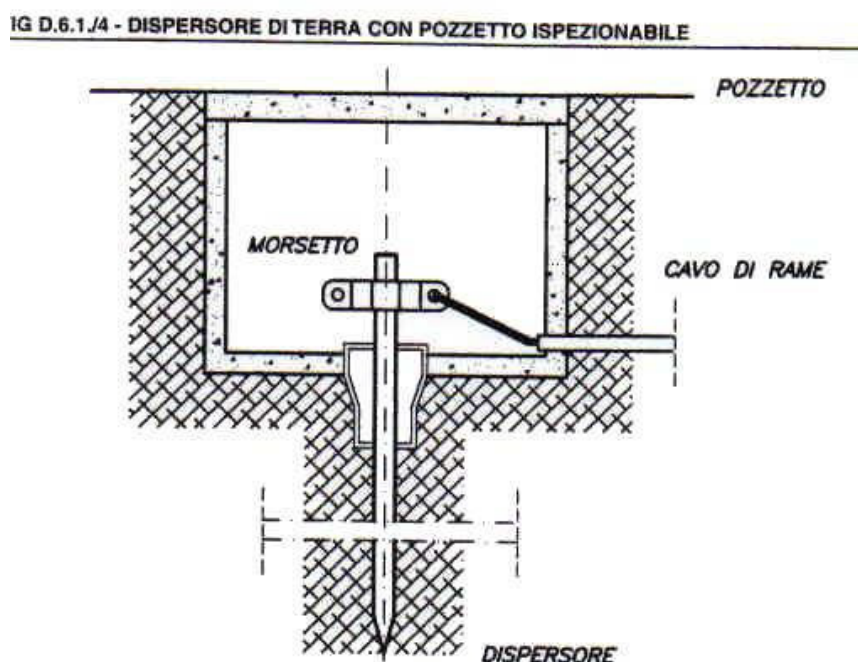 IG D.6.1./4 - DISPERSORE DI TERRA CON POZZETTO ISPEZIONABILE
POZZETTO
MORSETTO
CAVO DI RAME
DISPERSORE